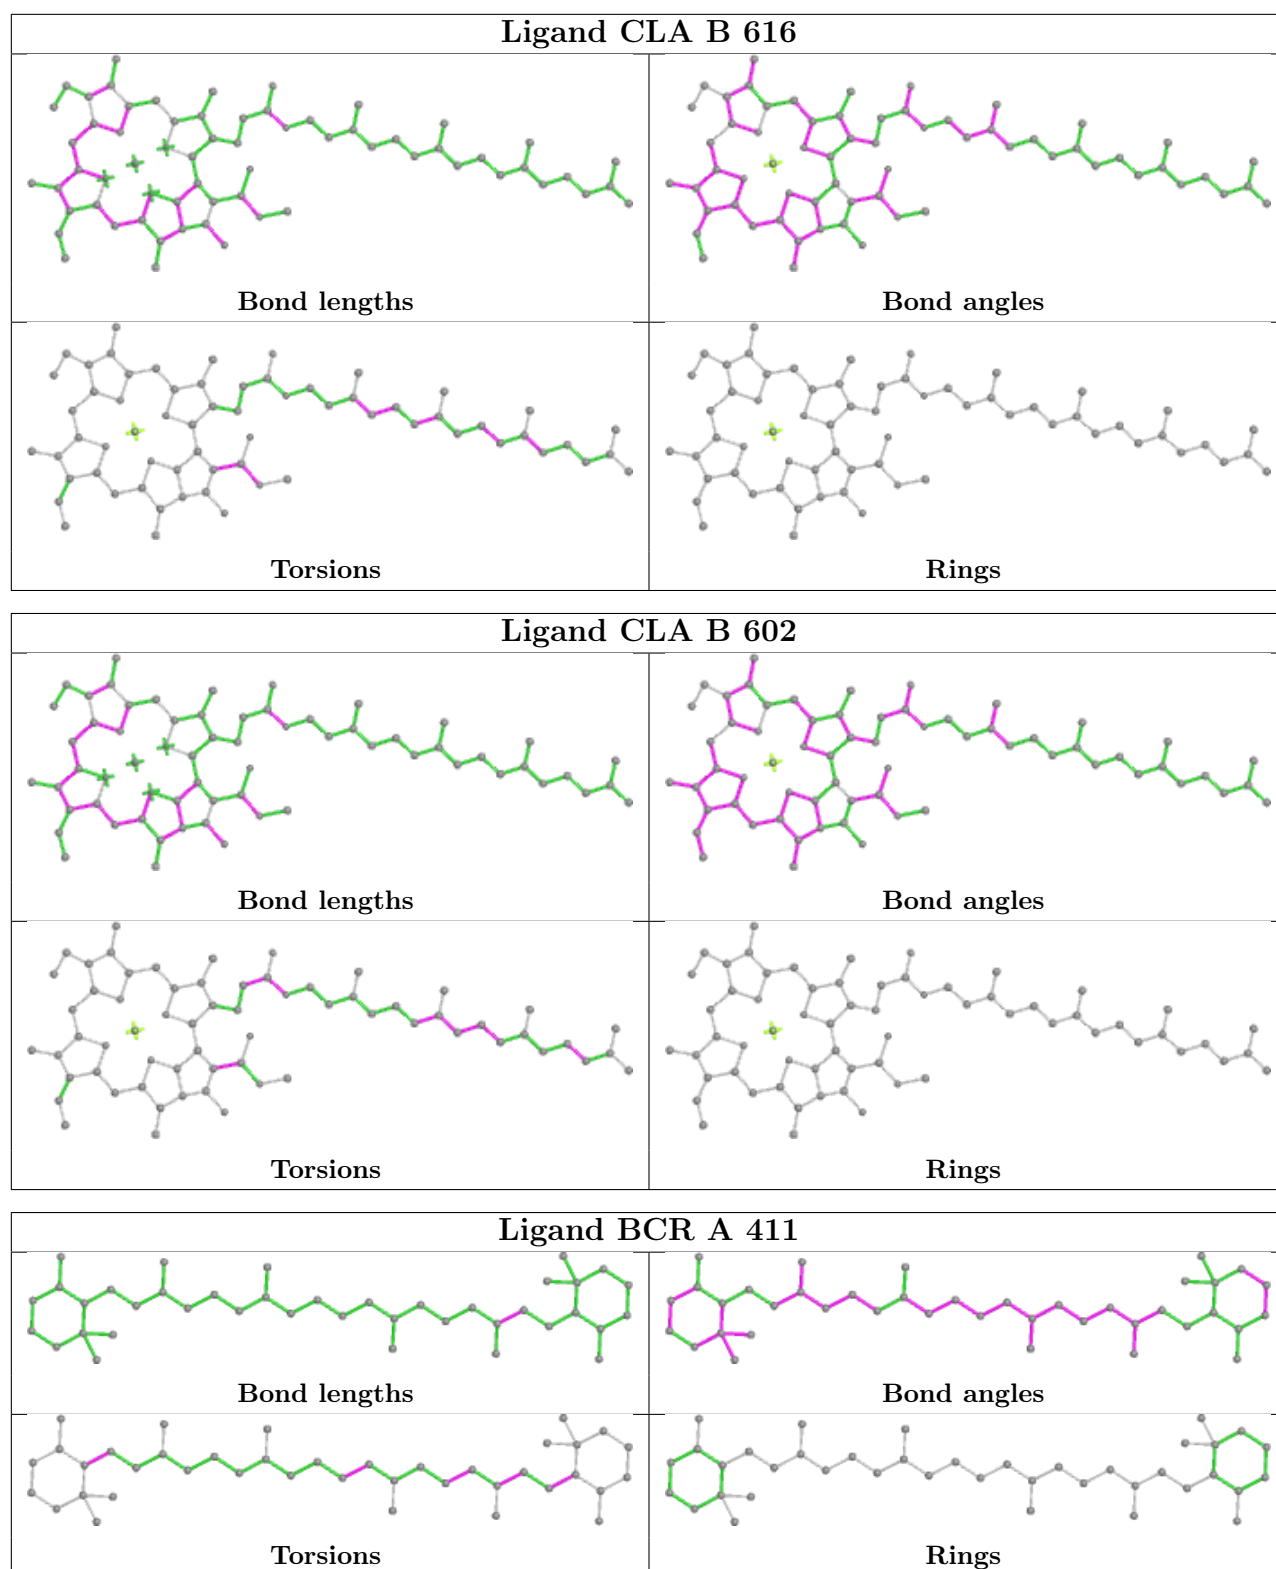 Ligand CLA B 616
Bond lengths
Bond angles
Torsions
Rings
Ligand CLA B 602
Bond lengths
Bond angles
Torsions
Rings
Ligand BCR A 411
Bond lengths
Bond angles
Torsions
Rings